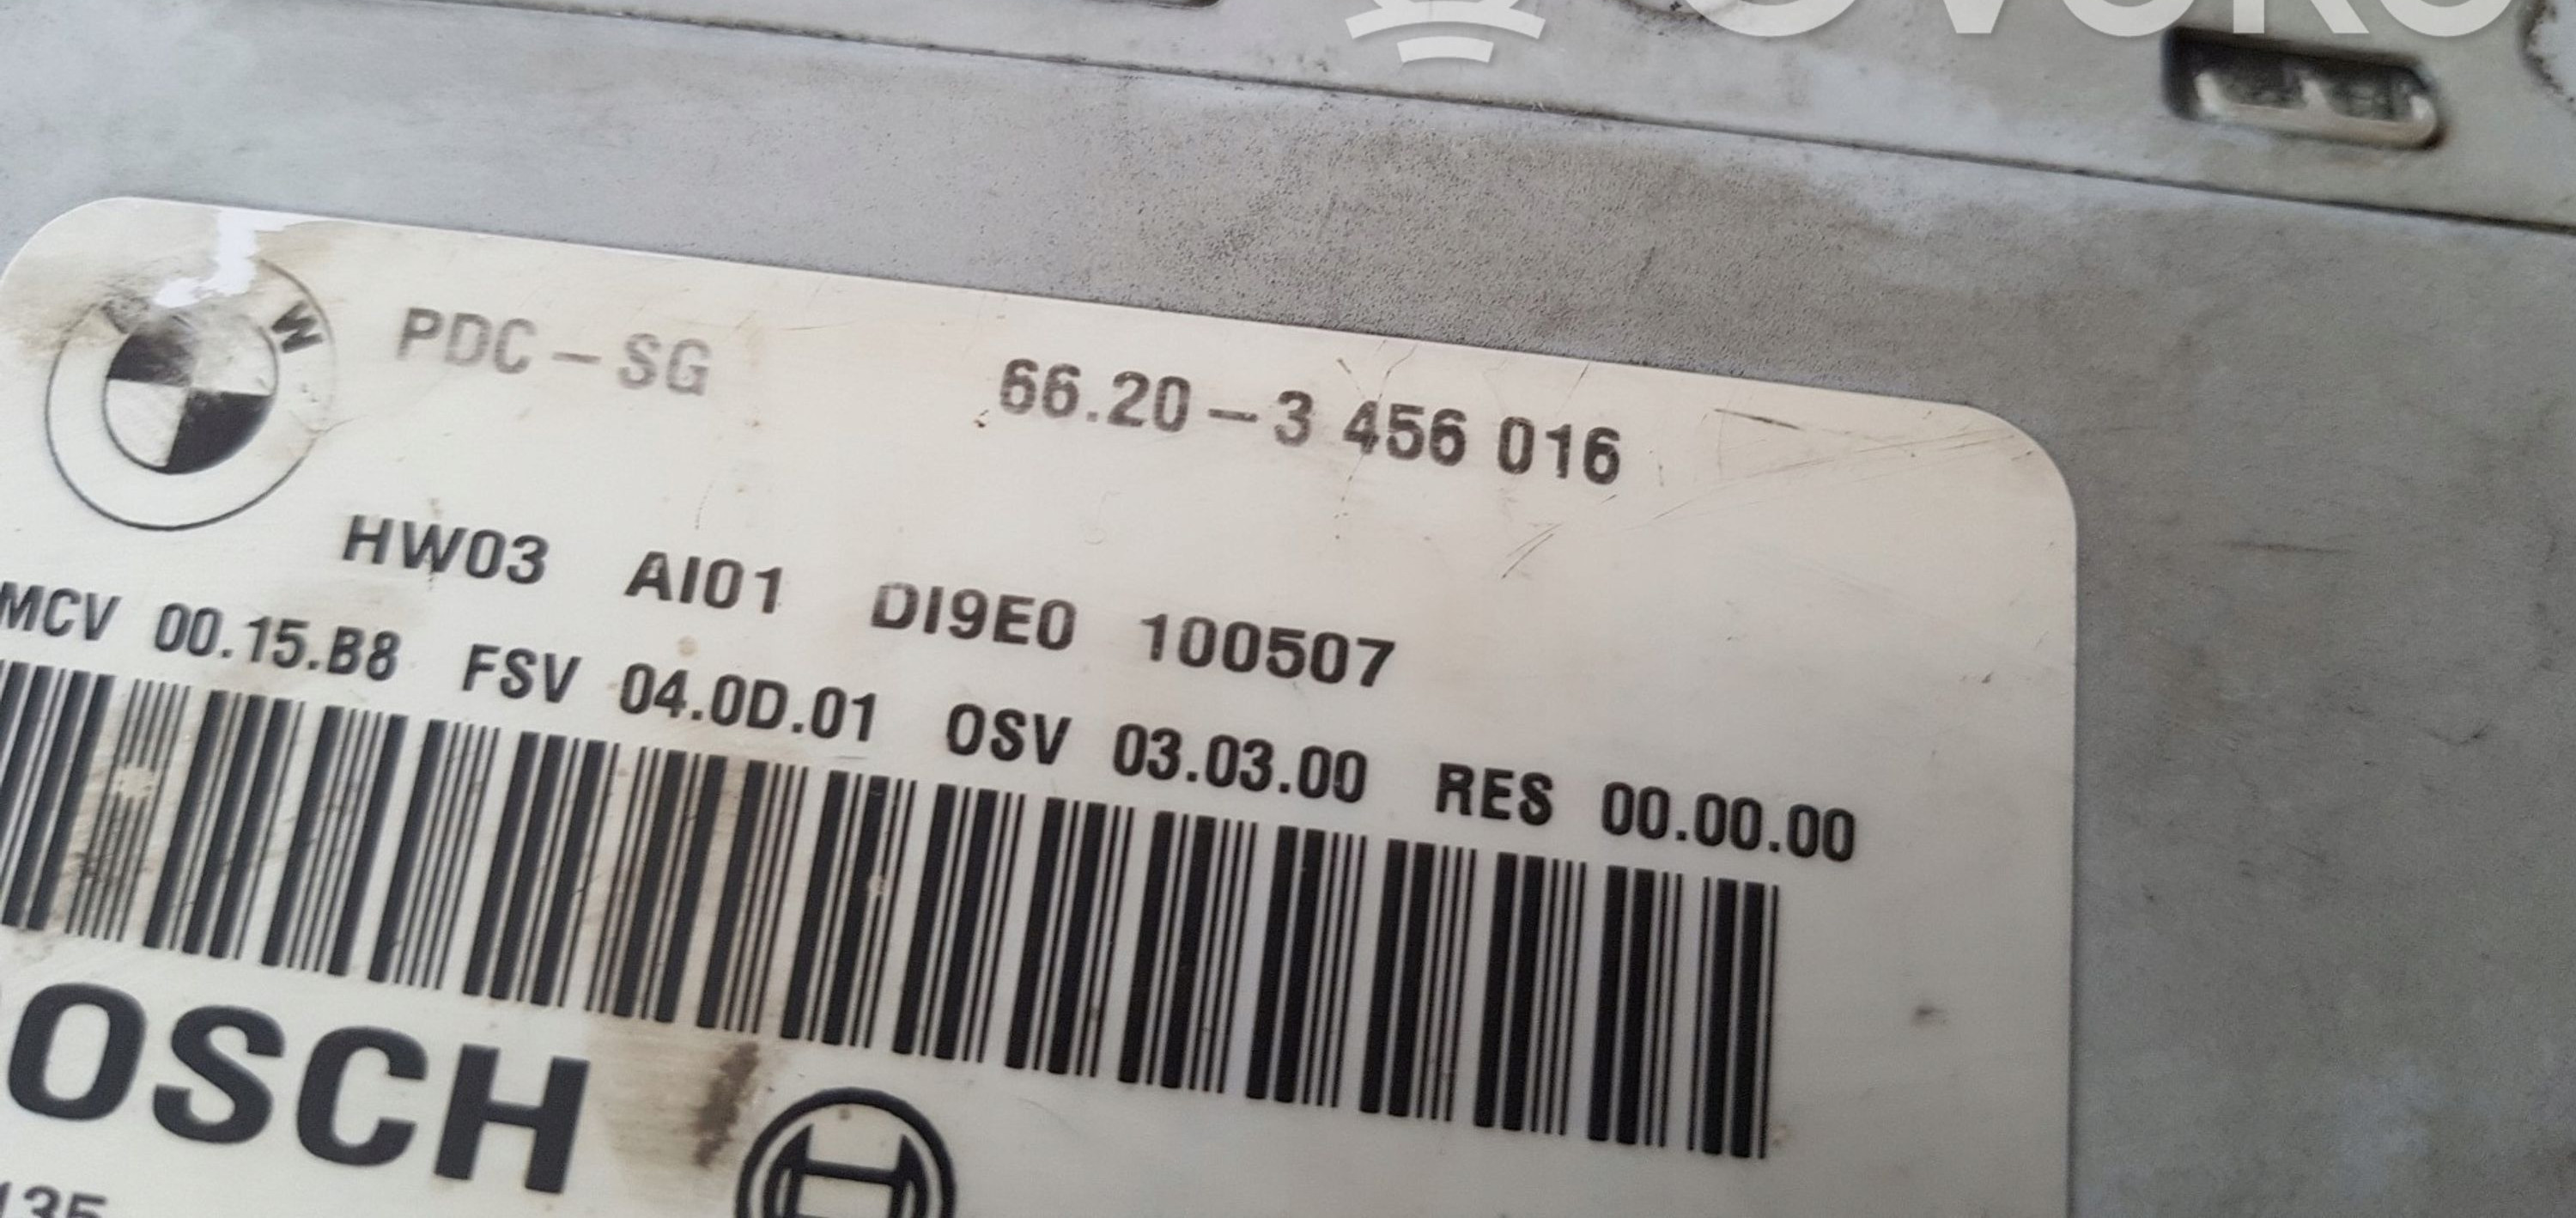 W
PDC-SG 66.20-3 456 016
HW03 AI01 DI9E0 100507
MCV 00.15.B8 FSV 04.0D.01 OSV 03.03.00 RES 00.00.00
OSCH
135